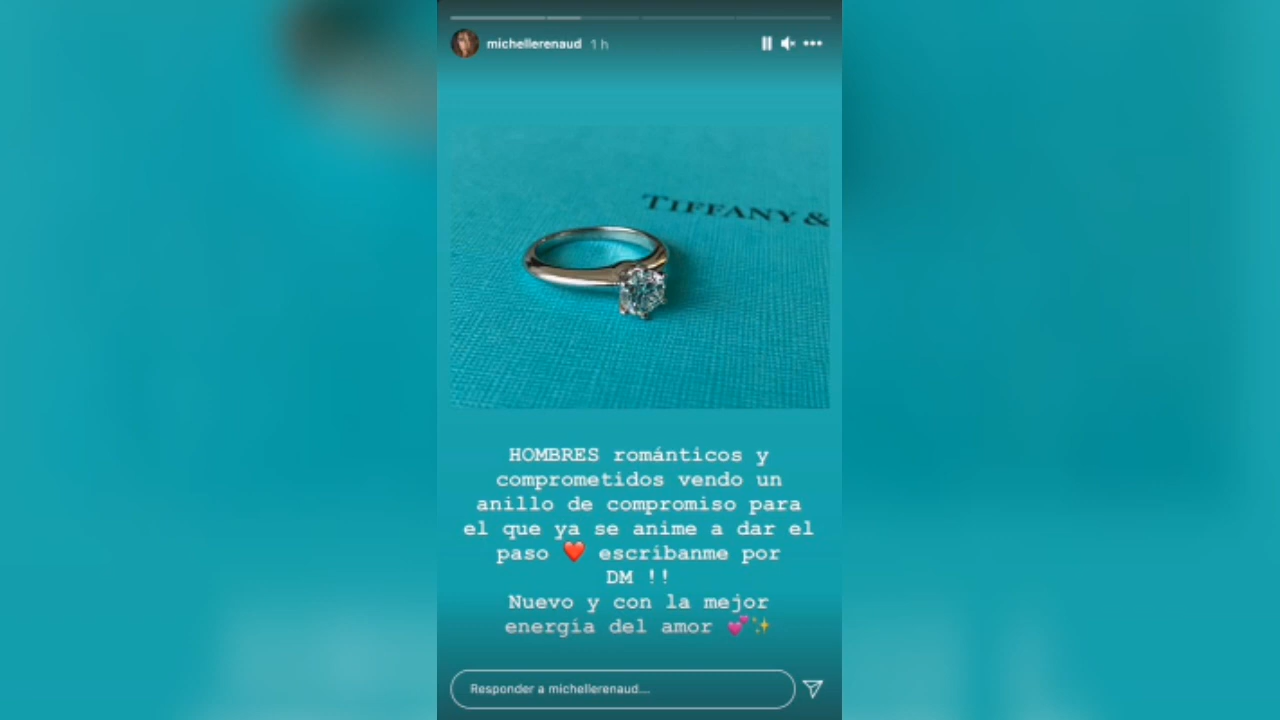 michellerenaud 1 h
TIFFANY &
HOMBRES románticos y
comprometidos vendo un
anillo de compromiso para
el que ya se anime a dar el
paso ❤️ escribanme por
DM !!
Nuevo y con la mejor
energía del amor 💕✨
Responder a michellerenaud...